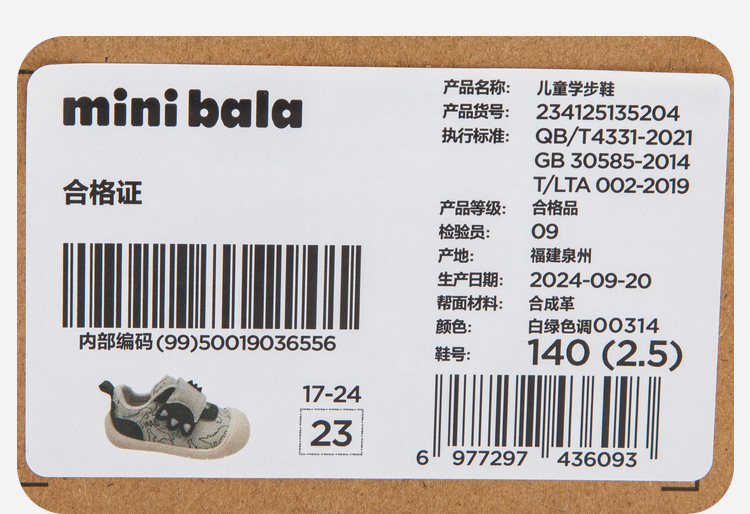 mini bala
合格证
内部编码(99)50019036556
17-24
23
产品名称: 儿童学步鞋
产品货号: 234125135204
执行标准: QB/T4331-2021
GB 30585-2014
T/LTA 002-2019
产品等级: 合格品
检验员: 09
产地: 福建泉州
生产日期: 2024-09-20
帮面材料: 合成革
颜色: 白绿色调00314
鞋号: 140 (2.5)
6 977297 436093